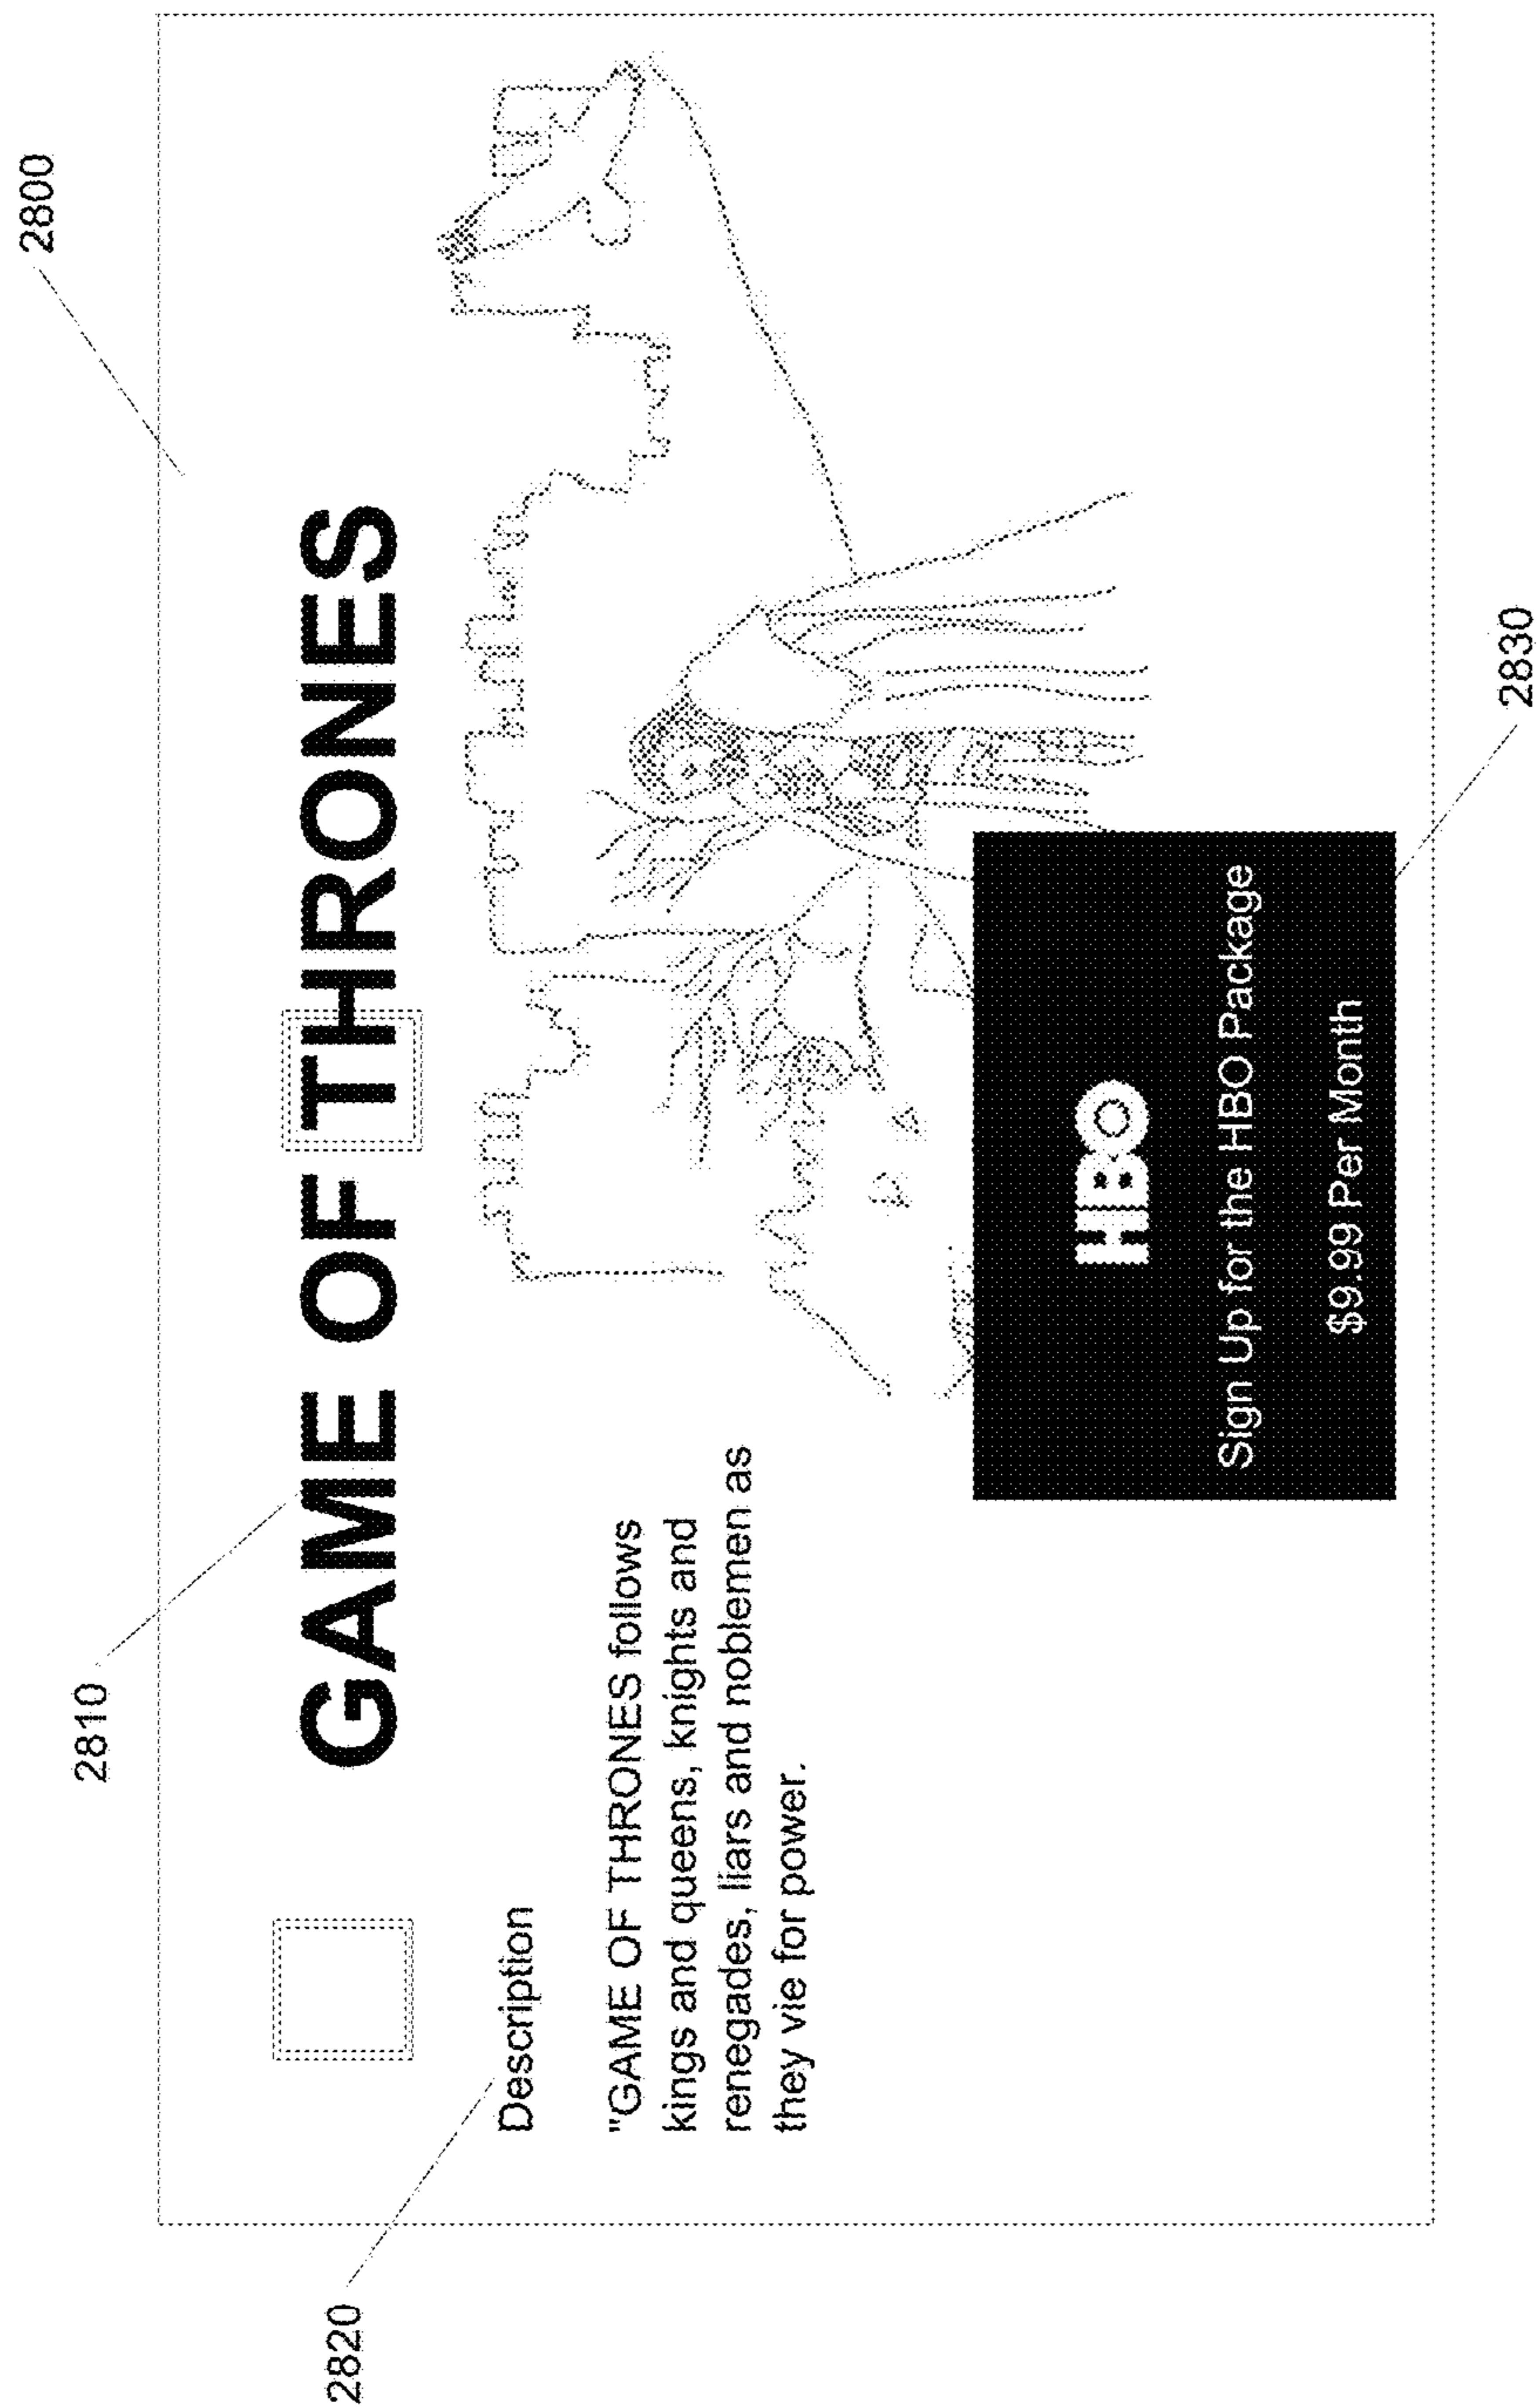 2800
2810
GAME OF THRONES
2820
Description
"GAME OF THRONES follows
kings and queens, knights and
renegades, liars and noblemen as
they vie for power.
HBO
Sign Up for the HBO Package
$9.99 Per Month
2830